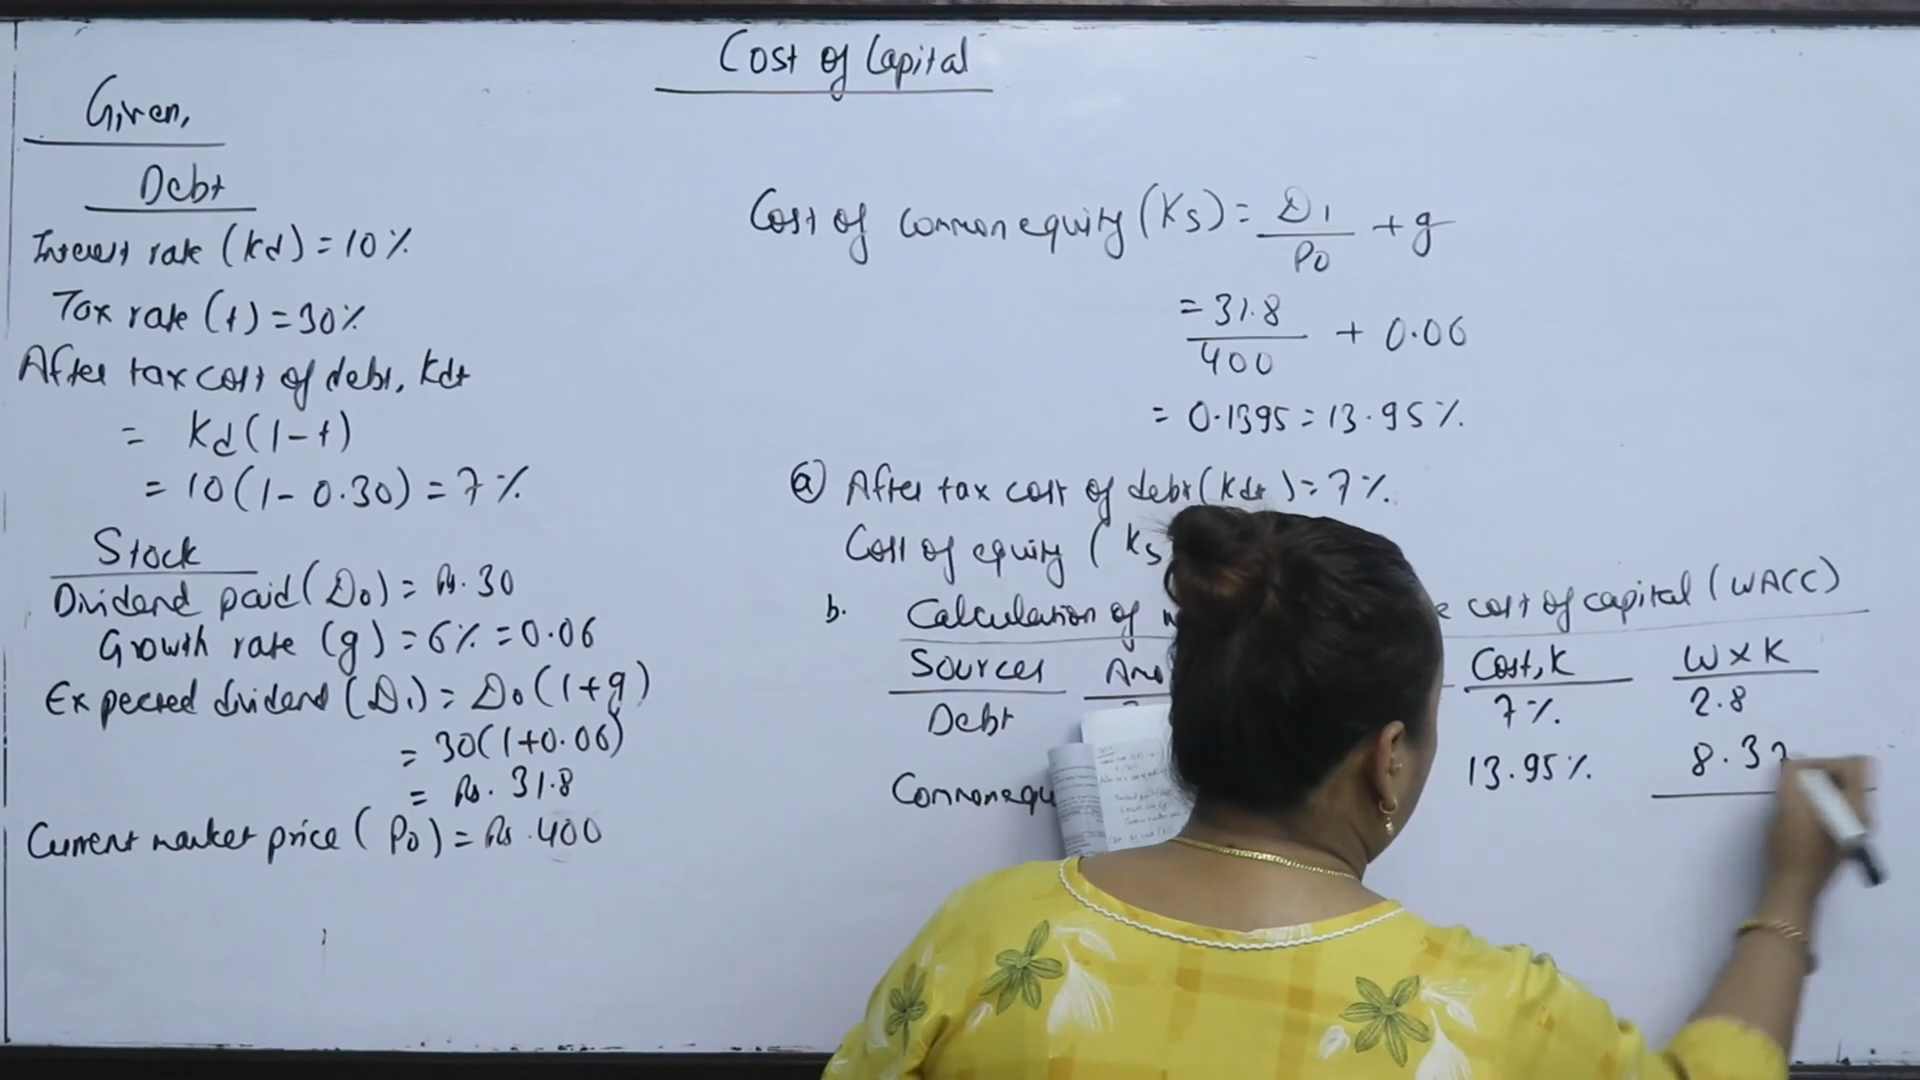 Cost of Capital
Given,
Debt
Interest rate (Kd) = 10%
Tax rate (t) = 30%
After tax cost of debt, Kdt
= Kd(1-t)
= 10(1-0.30) = 7%
Stock
Dividend paid (D0) = Rs. 30
Growth rate (g) = 6% = 0.06
Expected dividend (D1) = D0(1+g)
= 30(1+0.06)
= Rs. 31.8
Current market price (P0) = Rs. 400
Cost of common equity (Ks) = D1/P0 + g
= 31.8/400 + 0.06
= 0.1395 = 13.95%
(a) After tax cost of debt (Kdt) = 7%.
Cost of equity (Ks
b. Calculation of cost of capital (WACC)
Sources Cost, K W×K
Debt 7% 2.8
13.95% 8.37